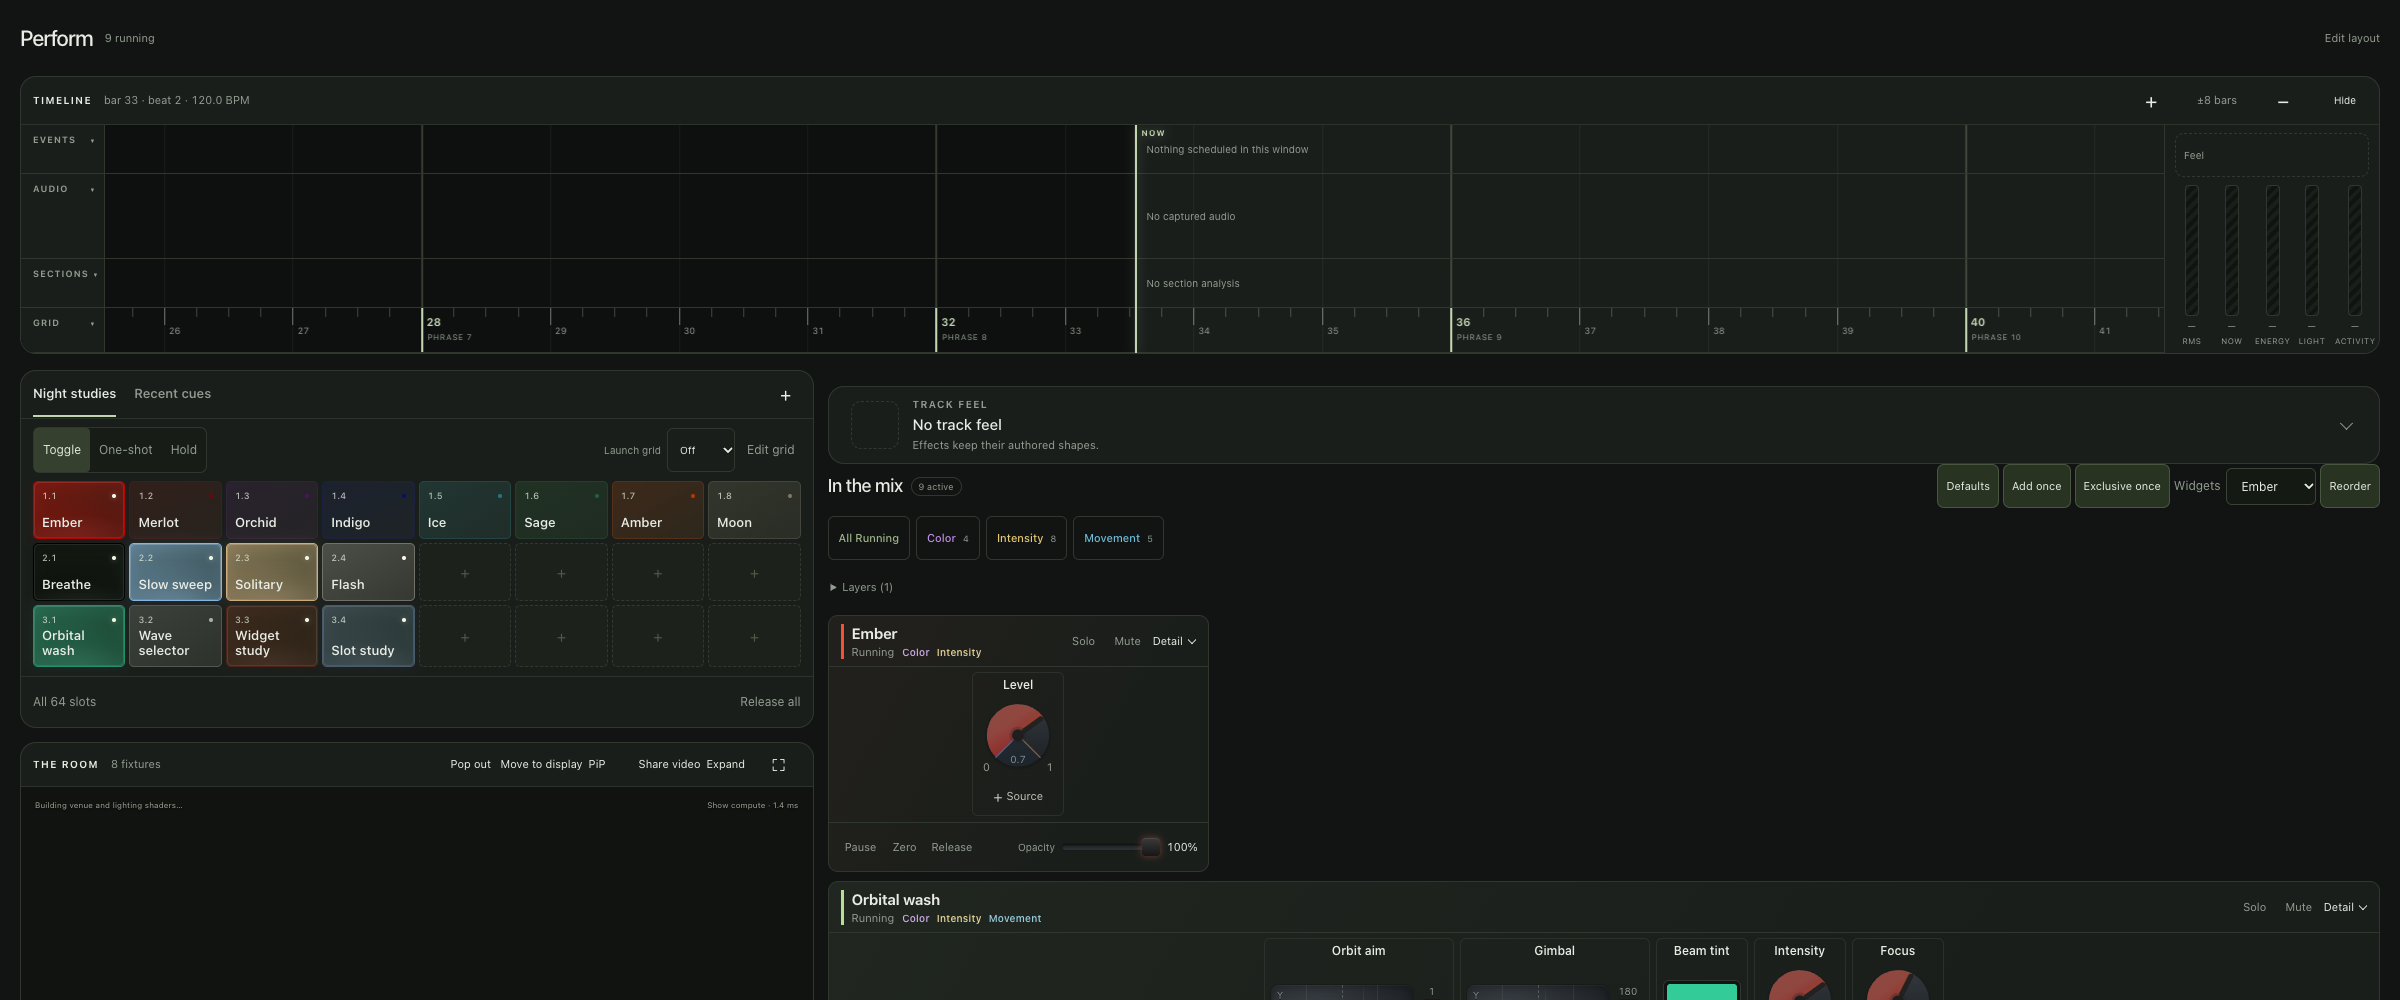 Perform 9 running Edit layout
TIMELINE bar 33 · beat 2 · 120.0 BPM + ±8 bars − Hide
EVENTS ▾
NOW
Nothing scheduled in this window
Feel
AUDIO ▾
No captured audio
SECTIONS ▾
No section analysis
GRID ▾
26 27 28 29 30 31 32 33 34 35 36 37 38 39 40 41
PHRASE 7 PHRASE 8 PHRASE 9 PHRASE 10
— — — — —
RMS NOW ENERGY LIGHT ACTIVITY
Night studies Recent cues +
Toggle One-shot Hold Launch grid Off Edit grid
1.1 1.2 1.3 1.4 1.5 1.6 1.7 1.8
Ember Merlot Orchid Indigo Ice Sage Amber Moon
2.1 2.2 2.3 2.4
Breathe Slow sweep Solitary Flash + + + +
3.1 3.2 3.3 3.4
Orbital wash Wave selector Widget study Slot study + + + +
All 64 slots Release all
THE ROOM 8 fixtures Pop out Move to display PiP Share video Expand
Building venue and lighting shaders... Show compute · 1.4 ms
TRACK FEEL
No track feel
Effects keep their authored shapes.
In the mix 9 active Defaults Add once Exclusive once Widgets Ember Reorder
All Running Color 4 Intensity 8 Movement 5
▶ Layers (1)
Ember Solo Mute Detail
Running Color Intensity
Level
0.7
0 1
+ Source
Pause Zero Release Opacity 100%
Orbital wash Solo Mute Detail
Running Color Intensity Movement
Orbit aim Gimbal Beam tint Intensity Focus
Y 1 Y 180